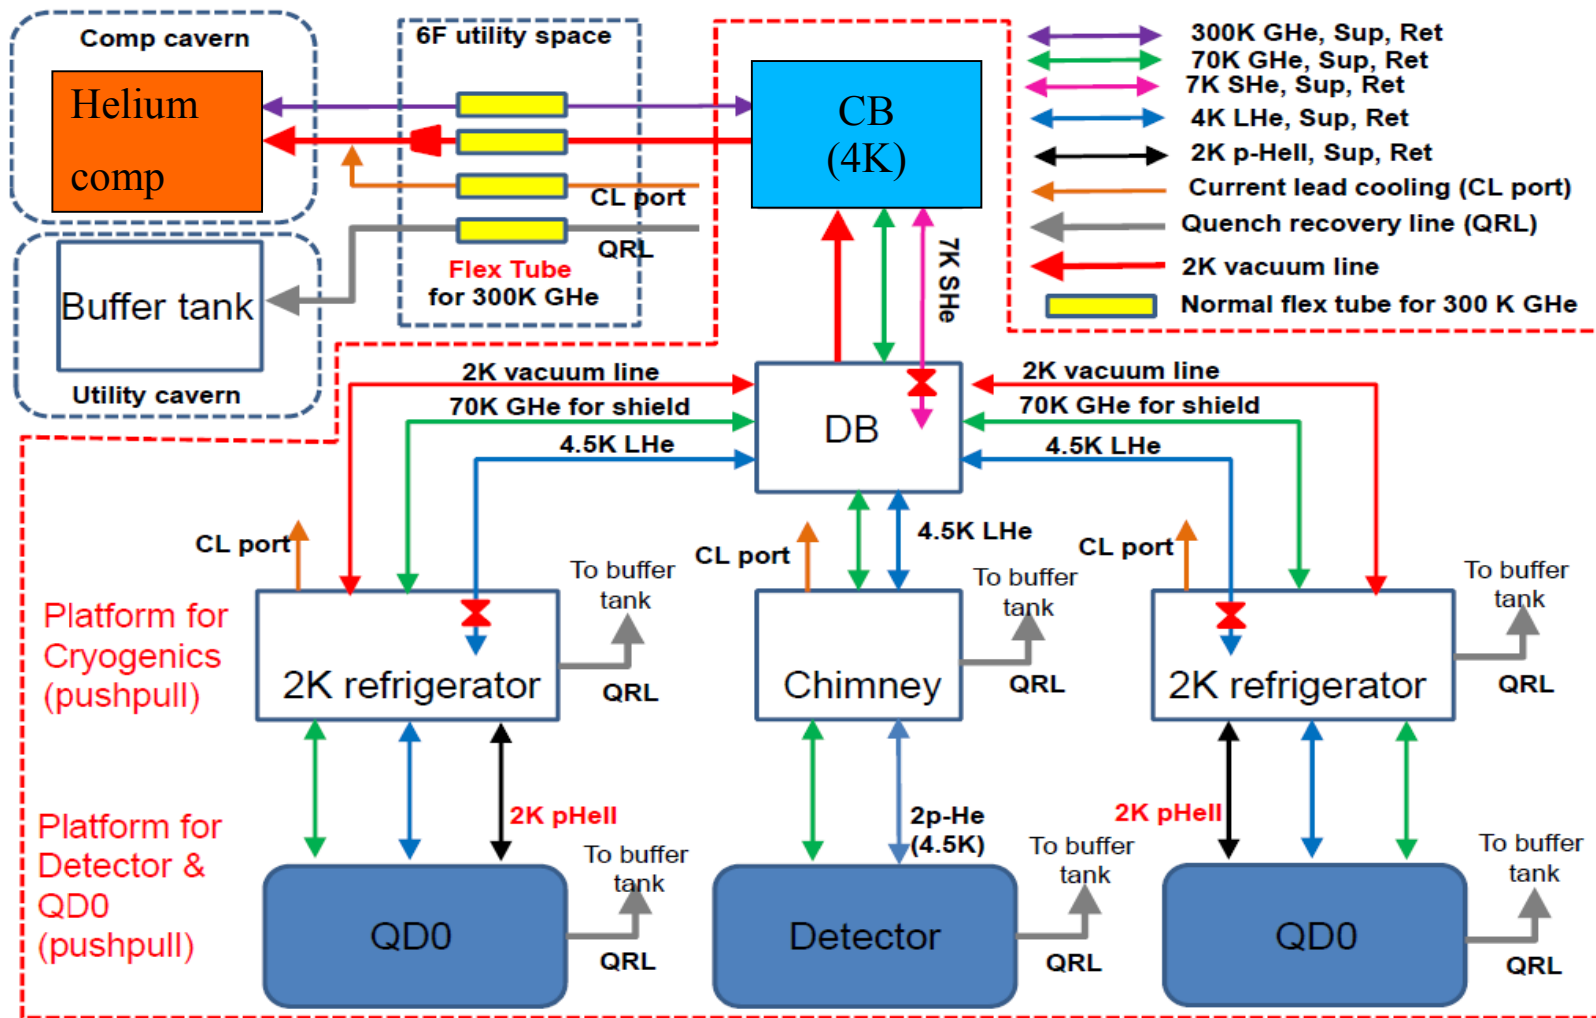 Comp cavern
Helium
comp
6F utility space
CB
(4K)
CL port
QRL
Flex Tube
for 300K GHe
Buffer tank
Utility cavern
300K GHe, Sup, Ret
70K GHe, Sup, Ret
7K SHe, Sup, Ret
4K LHe, Sup, Ret
2K p-HeII, Sup, Ret
Current lead cooling (CL port)
Quench recovery line (QRL)
2K vacuum line
Normal flex tube for 300 K GHe
7K SHe
2K vacuum line
70K GHe for shield
4.5K LHe
DB
2K vacuum line
70K GHe for shield
4.5K LHe
CL port
To buffer
tank
CL port
4.5K LHe
To buffer
tank
CL port
To buffer
tank
Platform for
Cryogenics
(pushpull)
2K refrigerator
QRL
Chimney
QRL
2K refrigerator
QRL
Platform for
Detector &
QD0
(pushpull)
2K pHeII
2p-He
(4.5K)
2K pHeII
To buffer
tank
To buffer
tank
To buffer
tank
QD0
QRL
Detector
QRL
QD0
QRL